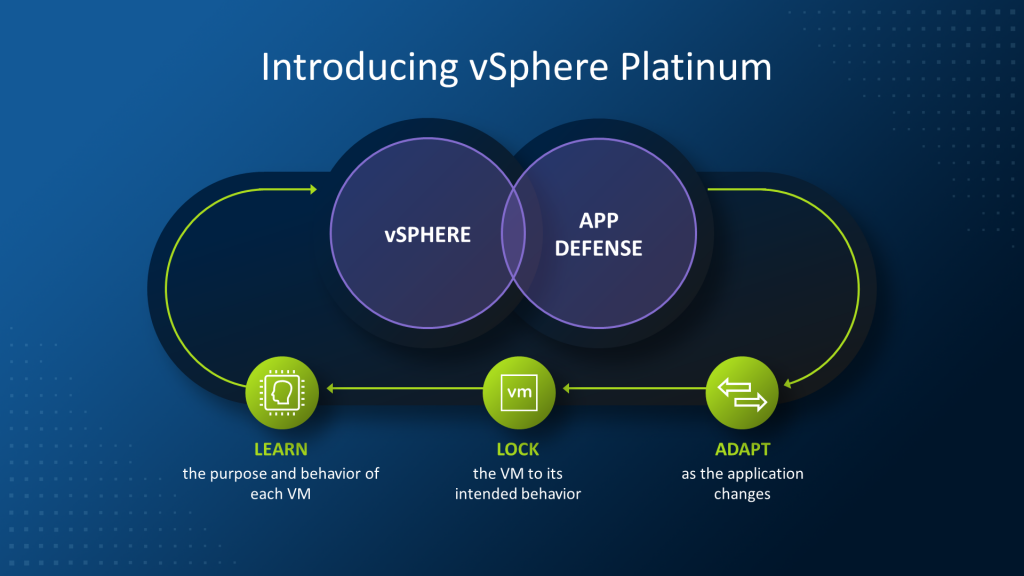 Introducing vSphere Platinum
vSPHERE
APP
DEFENSE
vm
LEARN
the purpose and behavior of
each VM
LOCK
the VM to its
intended behavior
ADAPT
as the application
changes